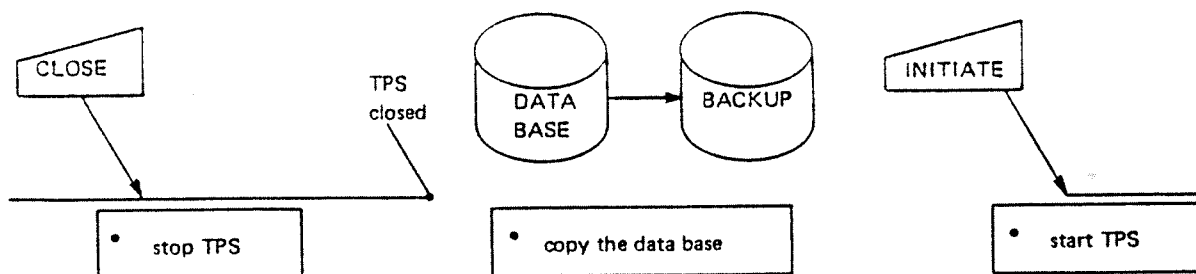 CLOSE
TPS
closed
DATA
BASE
BACKUP
INITIATE
• stop TPS
• copy the data base
• start TPS